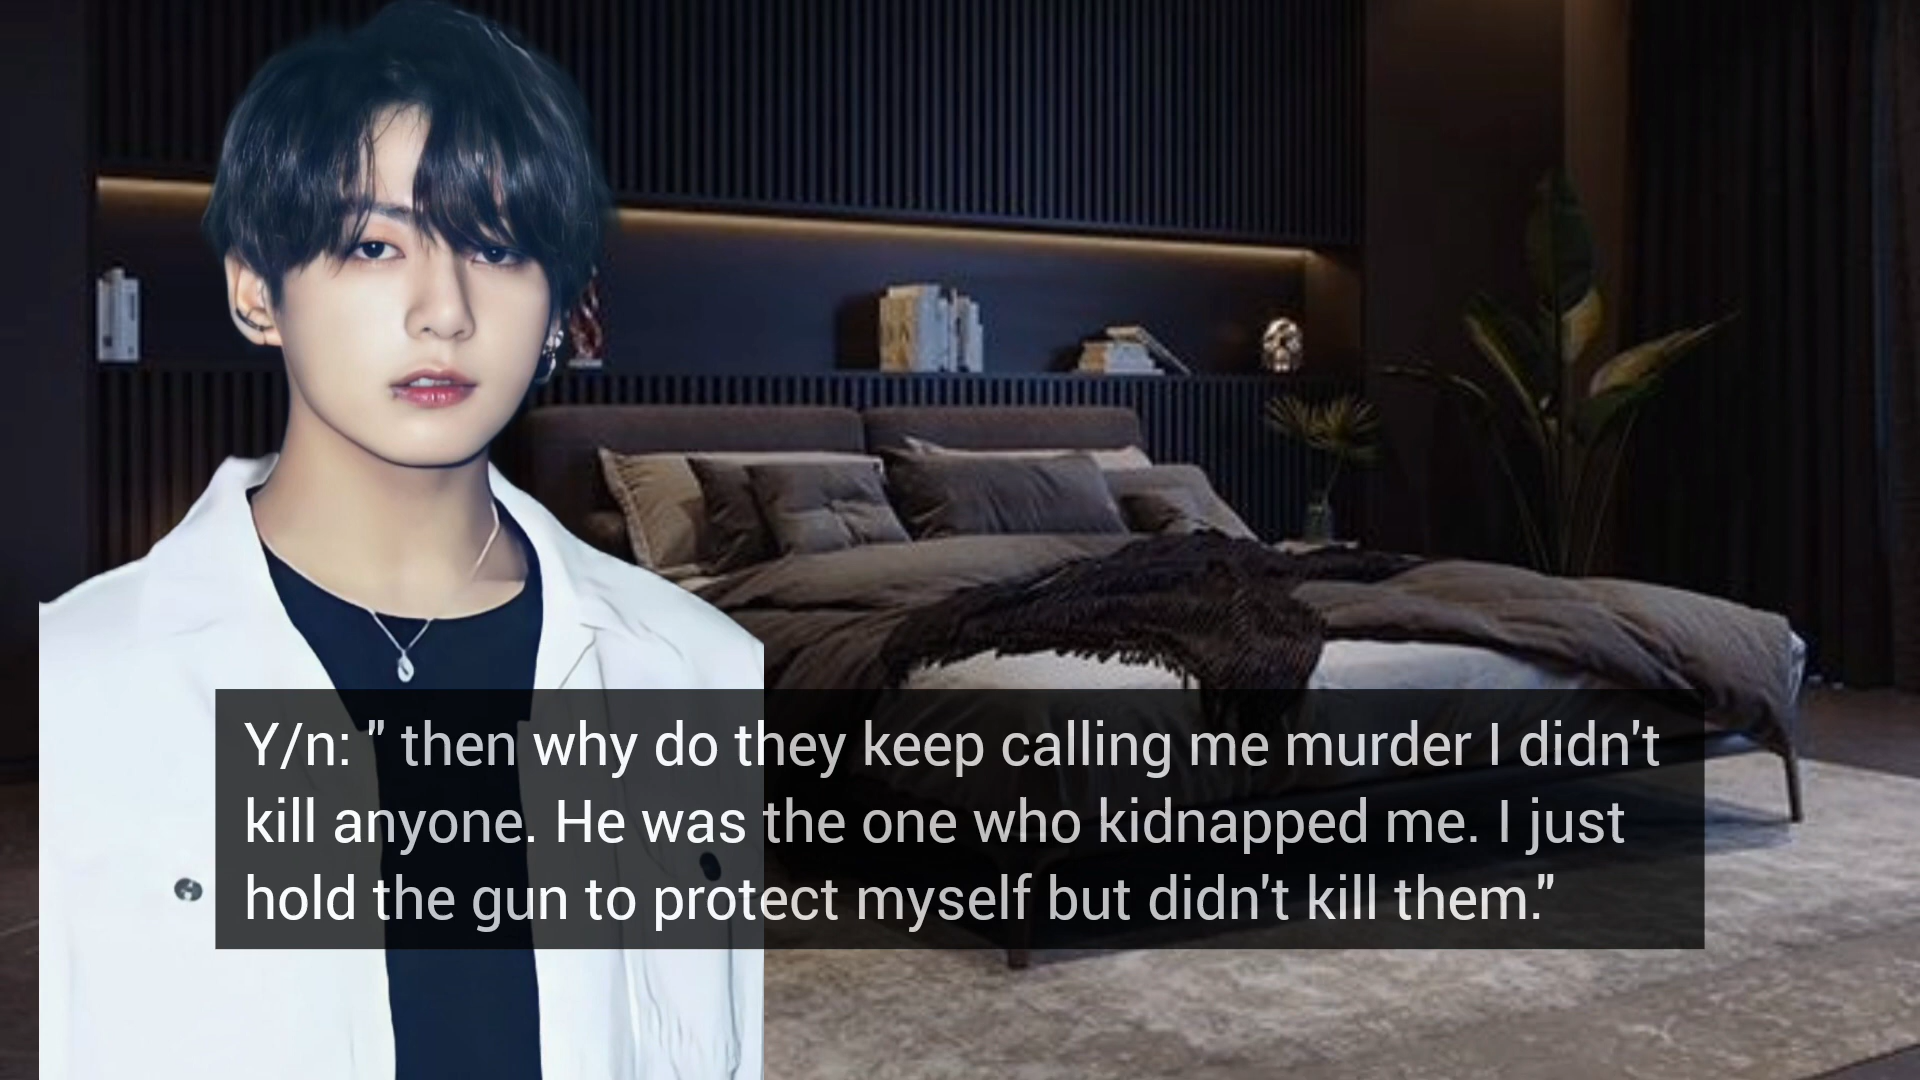 Y/n: " then why do they keep calling me murder I didn't
kill anyone. He was the one who kidnapped me. I just
hold the gun to protect myself but didn't kill them."